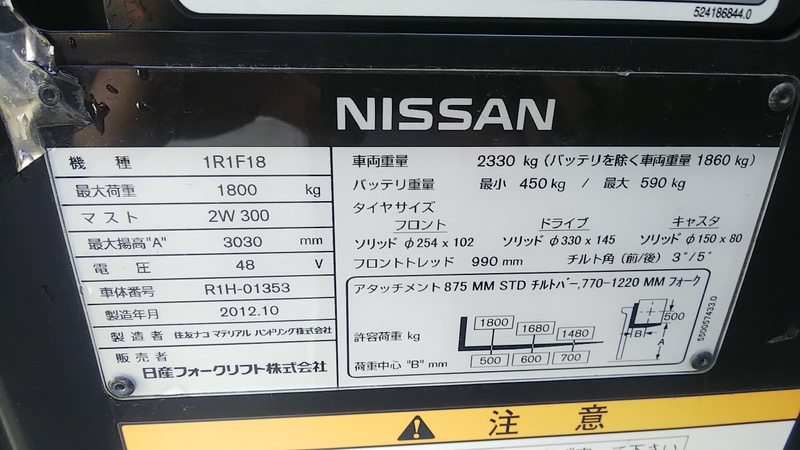 524186844.0
NISSAN
機種 1R1F18
最大荷重 1800 kg
マスト 2W 300
最大揚高"A" 3030 mm
電圧 48 V
車体番号 R1H-01353
製造年月 2012.10
製造者 住友ナコ マテリアル ハンドリング株式会社
販売者 日産フォークリフト株式会社
車両重量 2330 kg (バッテリを除く車両重量 1860 kg)
バッテリ重量 最小 450 kg / 最大 590 kg
タイヤサイズ
フロント ドライブ キャスタ
ソリッド φ254 x 102 ソリッド φ330 x 145 ソリッド φ150 x 80
フロントトレッド 990 mm チルト角 (前/後) 3°/5°
アタッチメント 875 MM STD チルトバー,770-1220 MM フォーク
許容荷重 kg 1800 1680 1480
荷重中心 "B" mm 500 600 700
500
B
A
550057433.0
注意